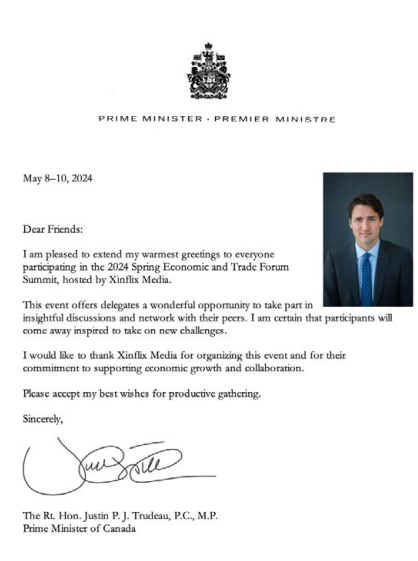 PRIME MINISTER · PREMIER MINISTRE
May 8–10, 2024
Dear Friends:
I am pleased to extend my warmest greetings to everyone
participating in the 2024 Spring Economic and Trade Forum
Summit, hosted by Xinflix Media.
This event offers delegates a wonderful opportunity to take part in
insightful discussions and network with their peers. I am certain that participants will
come away inspired to take on new challenges.
I would like to thank Xinflix Media for organizing this event and for their
commitment to supporting economic growth and collaboration.
Please accept my best wishes for productive gathering.
Sincerely,
The Rt. Hon. Justin P. J. Trudeau, P.C., M.P.
Prime Minister of Canada